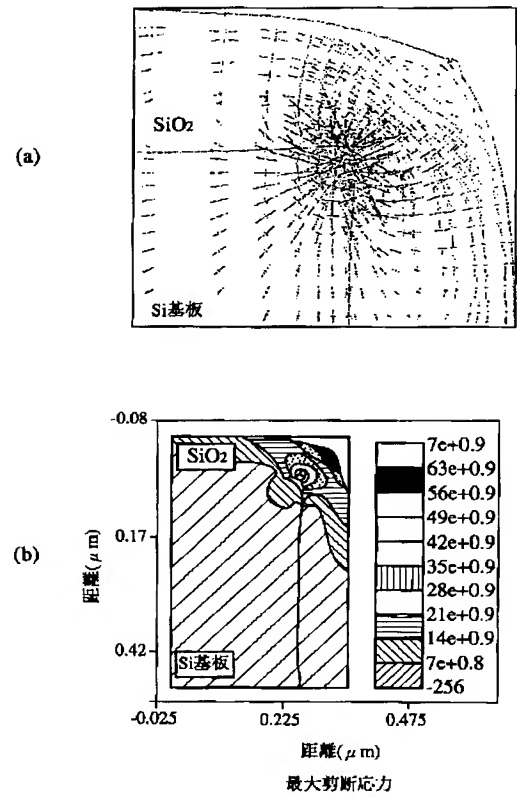 (a)
SiO2
Si基板
(b)
-0.08
0.17
0.42
距離(μm)
SiO2
Si基板
-0.025
0.225
0.475
距離(μm)
最大剪断応力
7e+0.9
63e+0.9
56e+0.9
49e+0.9
42e+0.9
35e+0.9
28e+0.9
21e+0.9
14e+0.9
7e+0.8
-256